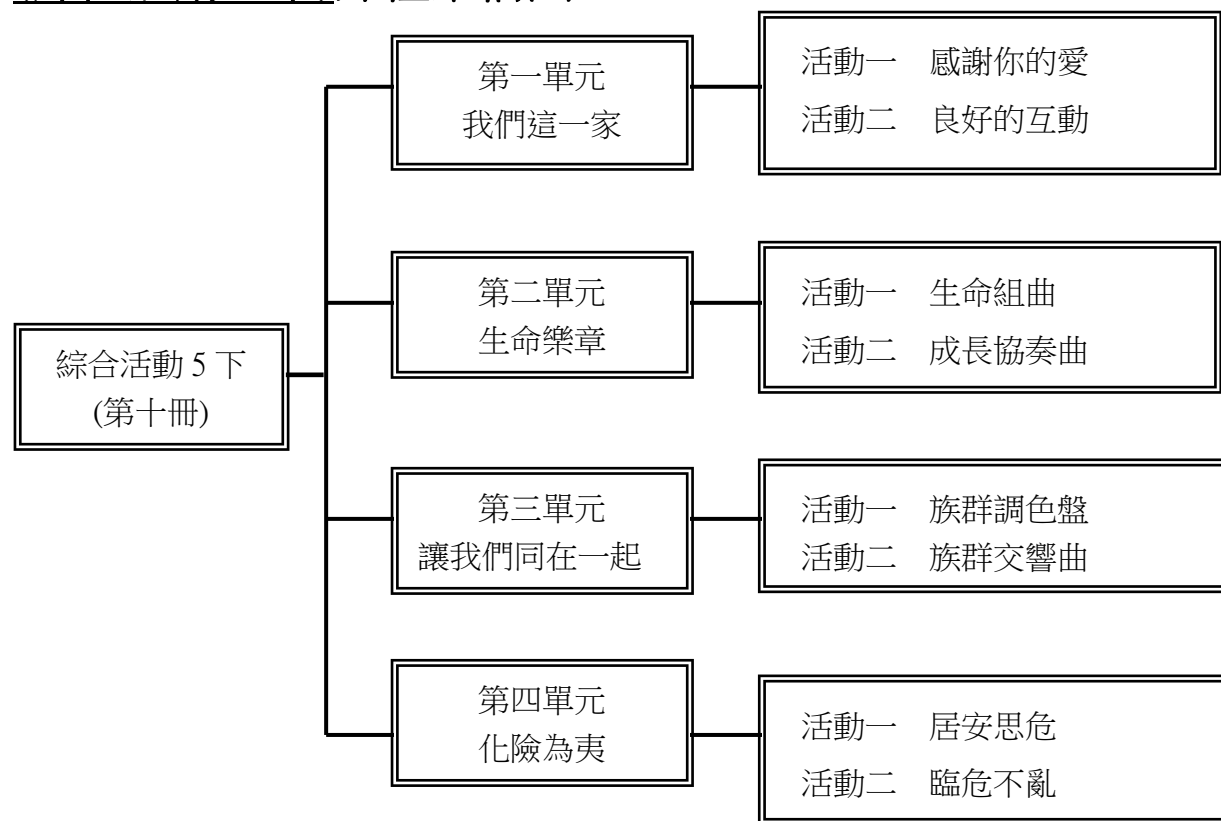 綜合活動 5 下
(第十冊)
第一單元
我們這一家
活動一 感謝你的愛
活動二 良好的互動
第二單元
生命樂章
活動一 生命組曲
活動二 成長協奏曲
第三單元
讓我們同在一起
活動一 族群調色盤
活動二 族群交響曲
第四單元
化險為夷
活動一 居安思危
活動二 臨危不亂